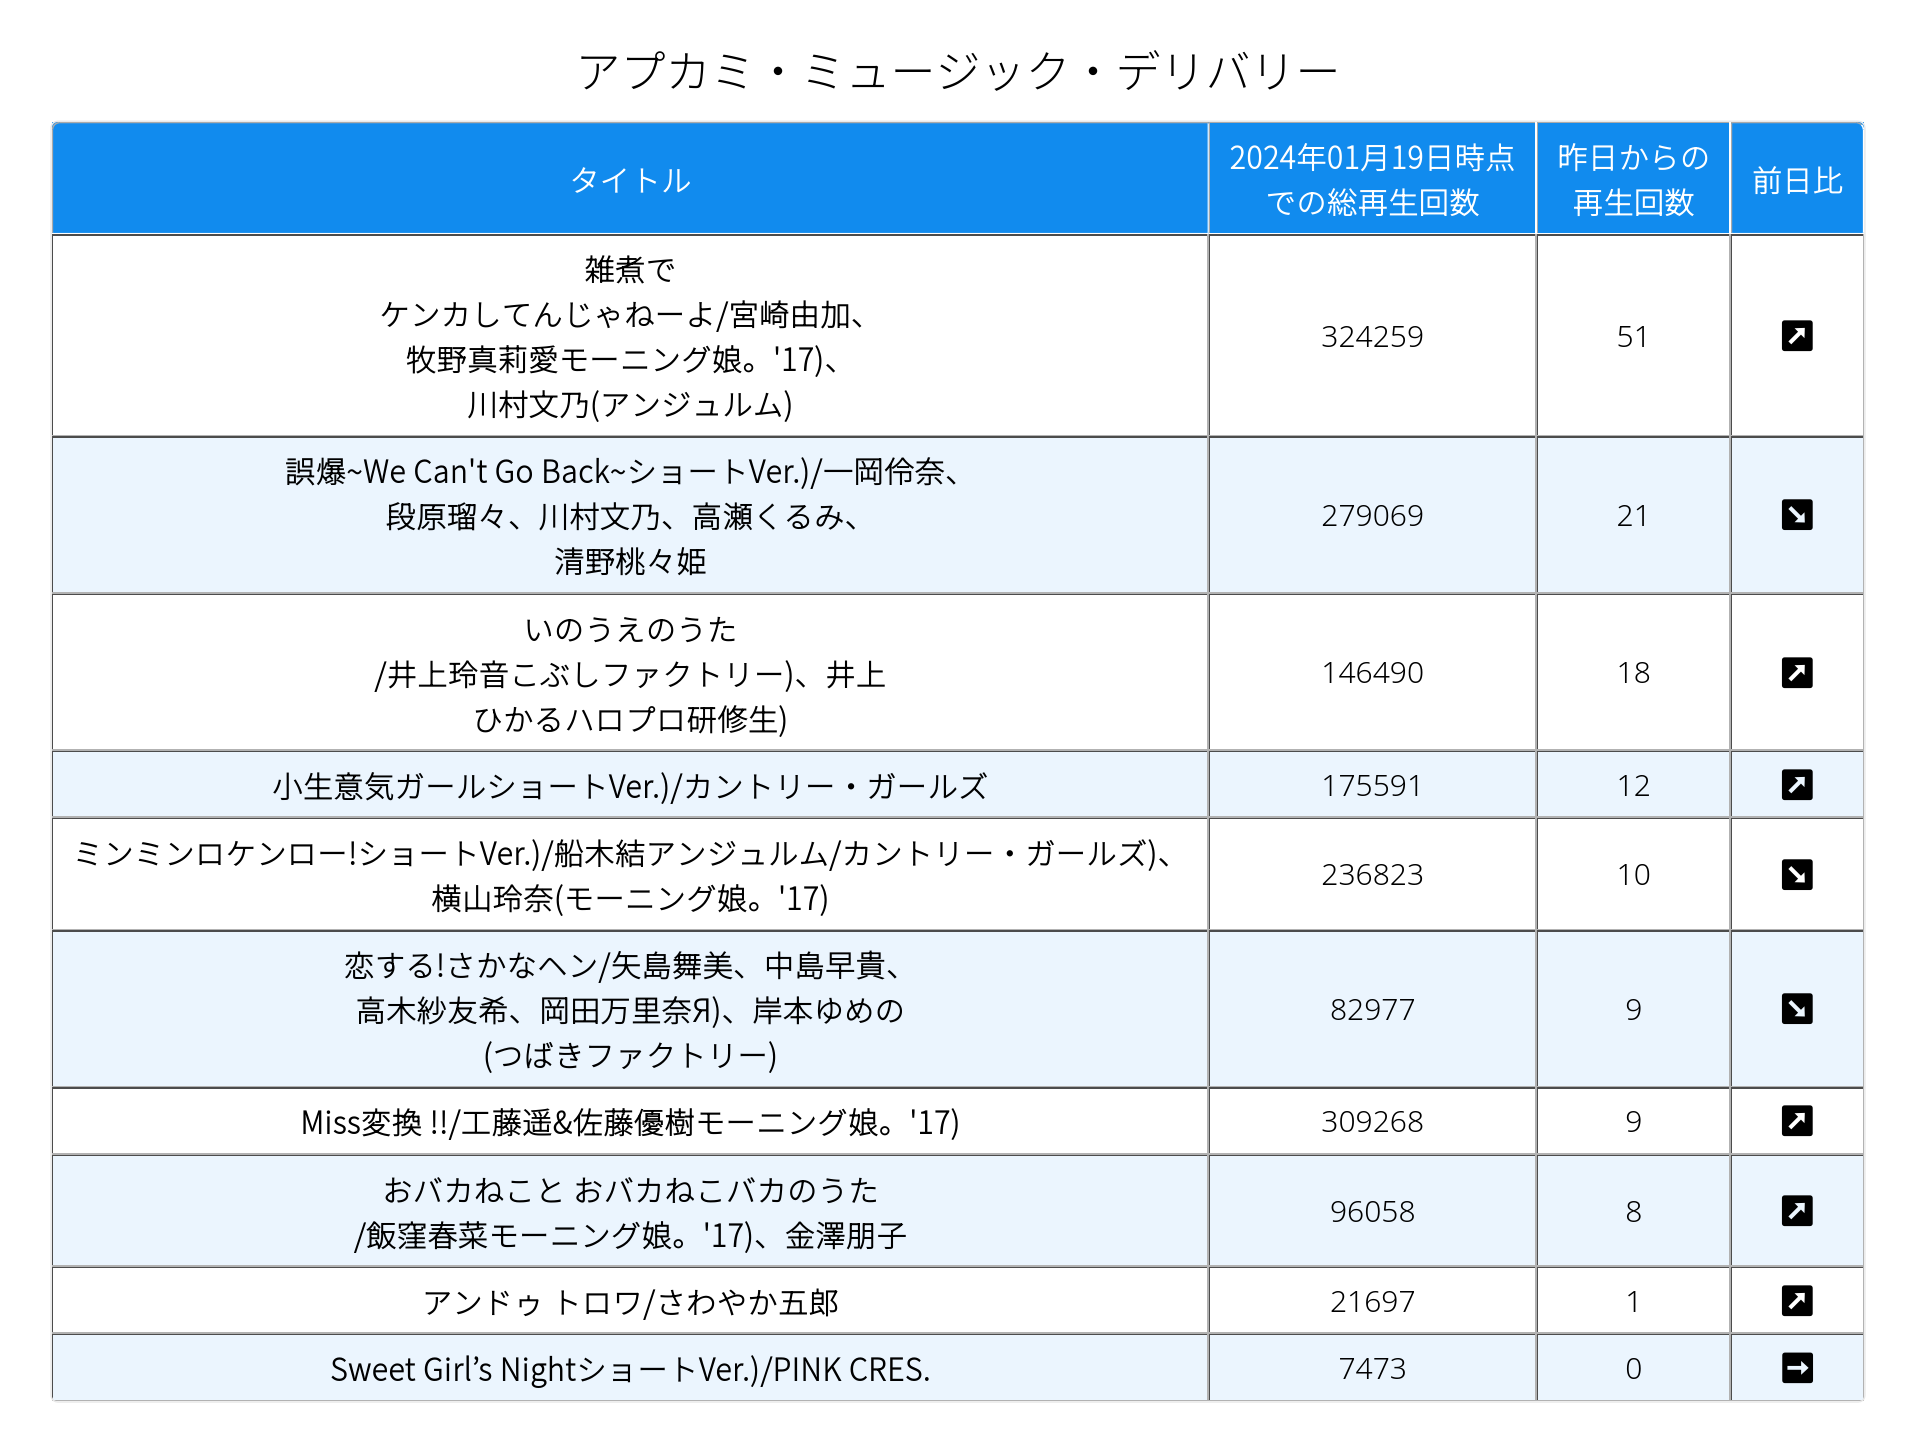 アプカミ・ミュージック・デリバリー
タイトル
2024年01月19日時点
での総再生回数
昨日からの
再生回数
前日比
雑煮で
ケンカしてんじゃねーよ/宮崎由加、
牧野真莉愛モーニング娘。'17)、
川村文乃(アンジュルム)
324259
51
誤爆~We Can't Go Back~ショートVer.)/一岡伶奈、
段原瑠々、川村文乃、高瀬くるみ、
清野桃々姫
279069
21
いのうえのうた
/井上玲音こぶしファクトリー)、井上
ひかるハロプロ研修生)
146490
18
小生意気ガールショートVer.)/カントリー・ガールズ
175591
12
ミンミンロケンロー!ショートVer.)/船木結アンジュルム/カントリー・ガールズ)、
横山玲奈(モーニング娘。'17)
236823
10
恋する!さかなヘン/矢島舞美、中島早貴、
高木紗友希、岡田万里奈Я)、岸本ゆめの
(つばきファクトリー)
82977
9
Miss変換 !!/工藤遥&佐藤優樹モーニング娘。'17)
309268
9
おバカねこと おバカねこバカのうた
/飯窪春菜モーニング娘。'17)、金澤朋子
96058
8
アンドゥ トロワ/さわやか五郎
21697
1
Sweet Girl’s NightショートVer.)/PINK CRES.
7473
0